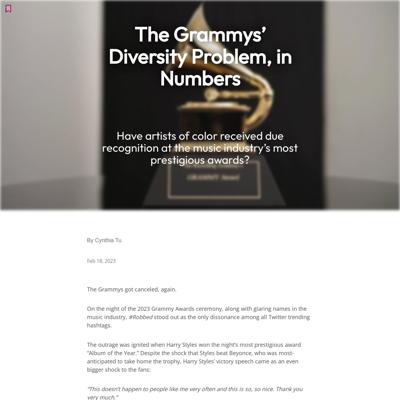 The Grammys’
Diversity Problem, in
Numbers
Have artists of color received due
recognition at the music industry’s most
prestigious awards?
GRAMMY Award
By Cynthia Tu
Feb 18, 2023
The Grammys got canceled, again.
On the night of the 2023 Grammy Awards ceremony, along with glaring names in the
music industry, #Robbed stood out as the only dissonance among all Twitter trending
hashtags.
The outrage was ignited when Harry Styles won the night’s most prestigious award
“Album of the Year.” Despite the shock that Styles beat Beyonce, who was most-
anticipated to take home the trophy, Harry Styles’ victory speech came as an even
bigger shock to the fans:
“This doesn’t happen to people like me very often and this is so, so nice. Thank you
very much.”